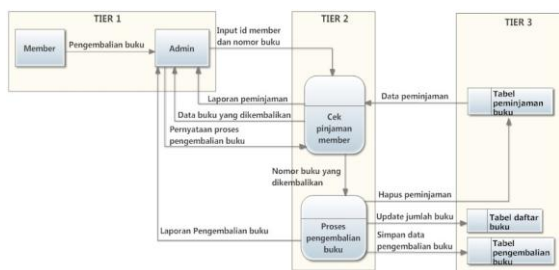 TIER 1
TIER 2
TIER 3
Member
Pengembalian buku
Admin
Input id member
dan nomor buku
Laporan peminjaman
Data buku yang dikembalikan
Pernyataan proses
pengembalian buku
Cek
pinjaman
member
Data peminjaman
Tabel
peminjaman
buku
Nomor buku yang
dikembalikan
Hapus peminjaman
Laporan Pengembalian buku
Proses
pengembalian
buku
Update jumlah buku
Tabel daftar
buku
Simpan data
pengembalian buku
Tabel
pengembalian
buku